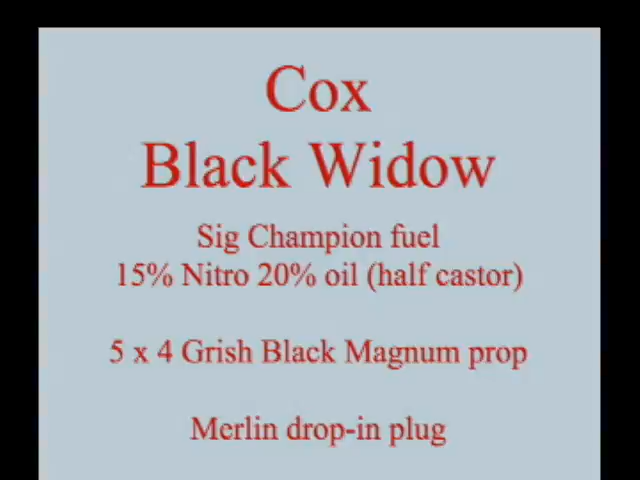 Cox
Black Widow
Sig Champion fuel
15% Nitro 20% oil (half castor)
5 x 4 Grish Black Magnum prop
Merlin drop-in plug